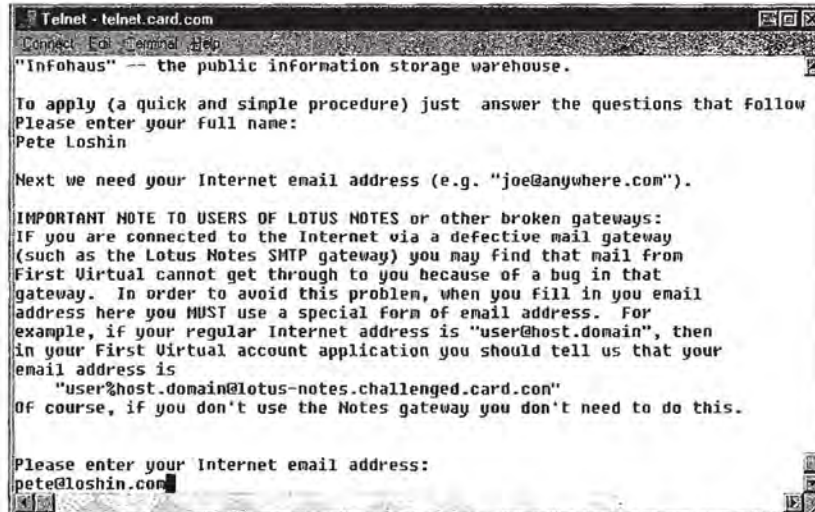 Telnet - telnet.card.com
Connect Edit Terminal Help
"Infohaus" -- the public information storage warehouse.
To apply (a quick and simple procedure) just answer the questions that follow
Please enter your full name:
Pete Loshin
Next we need your Internet email address (e.g. "joe@anywhere.com").
IMPORTANT NOTE TO USERS OF LOTUS NOTES or other broken gateways:
IF you are connected to the Internet via a defective mail gateway
(such as the Lotus Notes SMTP gateway) you may find that mail from
First Virtual cannot get through to you because of a bug in that
gateway. In order to avoid this problem, when you fill in you email
address here you MUST use a special form of email address. For
example, if your regular Internet address is "user@host.domain", then
in your First Virtual account application you should tell us that your
email address is
"user%host.domain@lotus-notes.challenged.card.com"
Of course, if you don't use the Notes gateway you don't need to do this.
Please enter your Internet email address:
pete@loshin.com